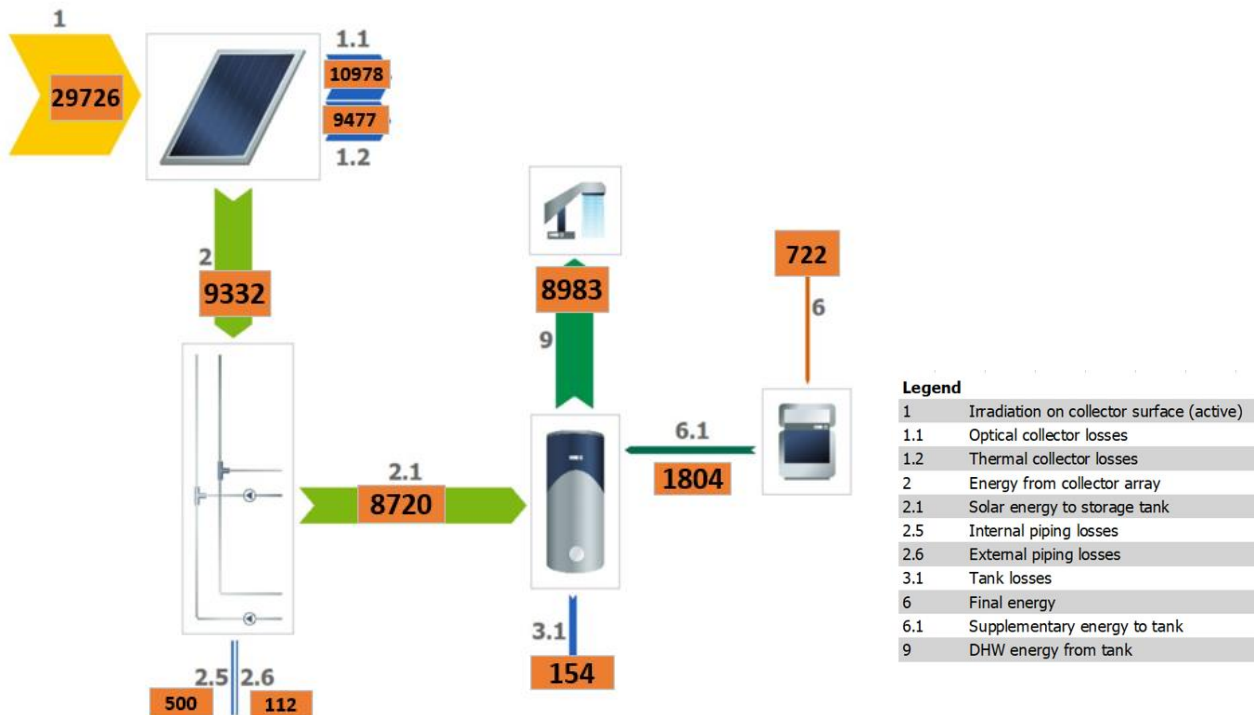 1
29726
1.1
10978
9477
1.2
2
9332
8983
9
722
6
2.1
8720
6.1
1804
3.1
154
2.5 2.6
500 112
Legend
1 Irradiation on collector surface (active)
1.1 Optical collector losses
1.2 Thermal collector losses
2 Energy from collector array
2.1 Solar energy to storage tank
2.5 Internal piping losses
2.6 External piping losses
3.1 Tank losses
6 Final energy
6.1 Supplementary energy to tank
9 DHW energy from tank